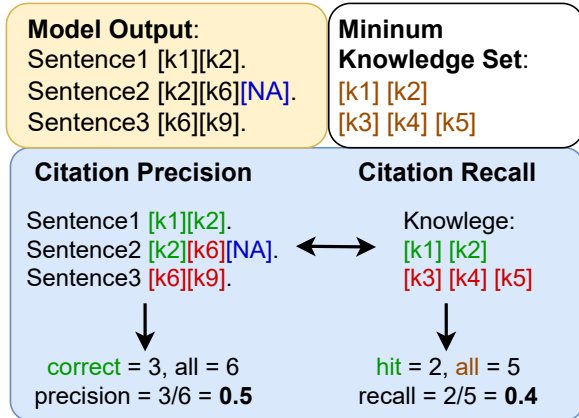 Model Output:
Sentence1 [k1][k2].
Sentence2 [k2][k6][NA].
Sentence3 [k6][k9].
Mininum
Knowledge Set:
[k1] [k2]
[k3] [k4] [k5]
Citation Precision
Sentence1 [k1][k2].
Sentence2 [k2][k6][NA].
Sentence3 [k6][k9].
correct = 3, all = 6
precision = 3/6 = 0.5
Citation Recall
Knowlege:
[k1] [k2]
[k3] [k4] [k5]
hit = 2, all = 5
recall = 2/5 = 0.4